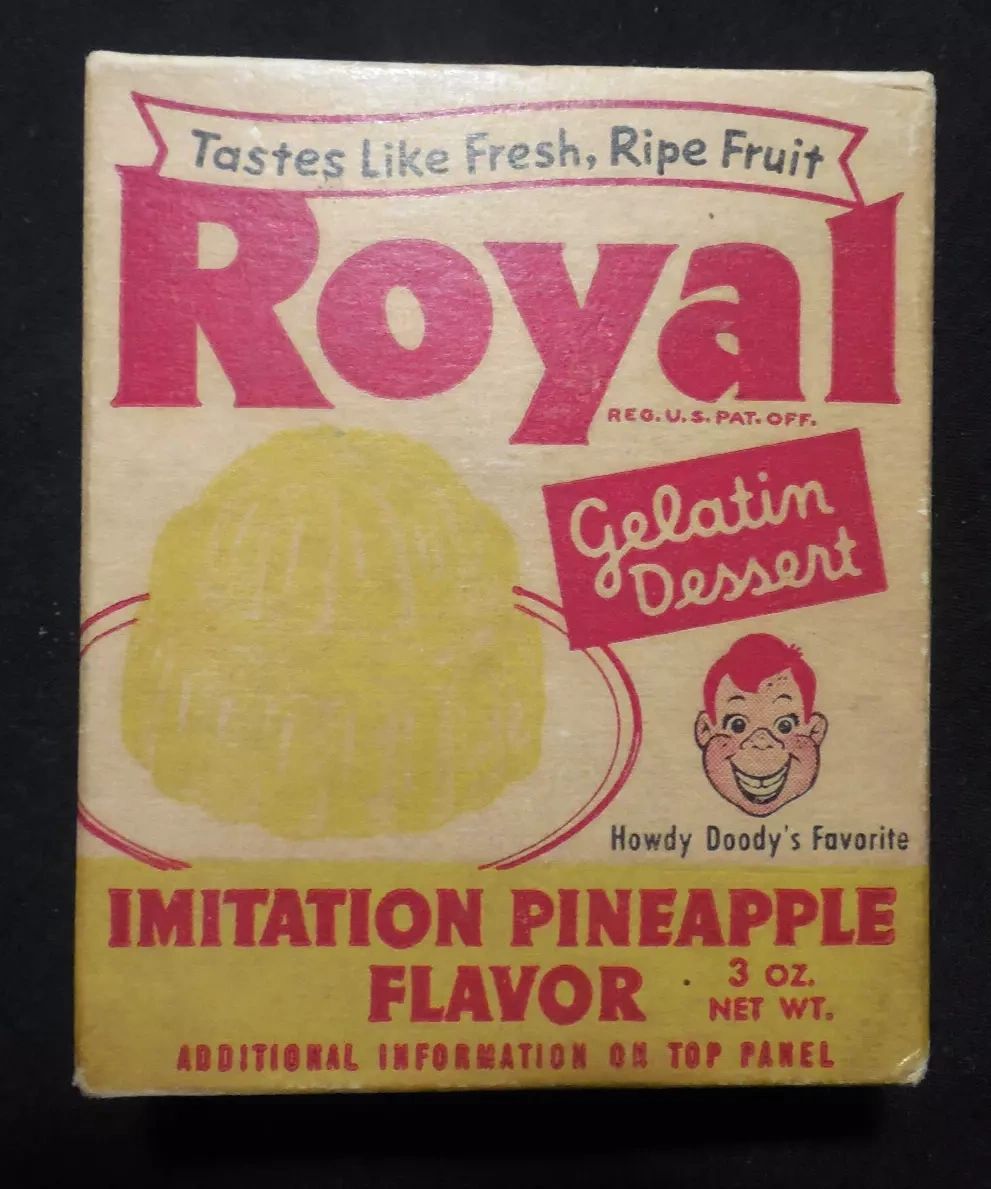 Tastes Like Fresh, Ripe Fruit
Royal
REG. U.S. PAT. OFF.
Gelatin
Dessert
Howdy Doody's Favorite
IMITATION PINEAPPLE
FLAVOR
3 OZ.
NET WT.
ADDITIONAL INFORMATION ON TOP PANEL